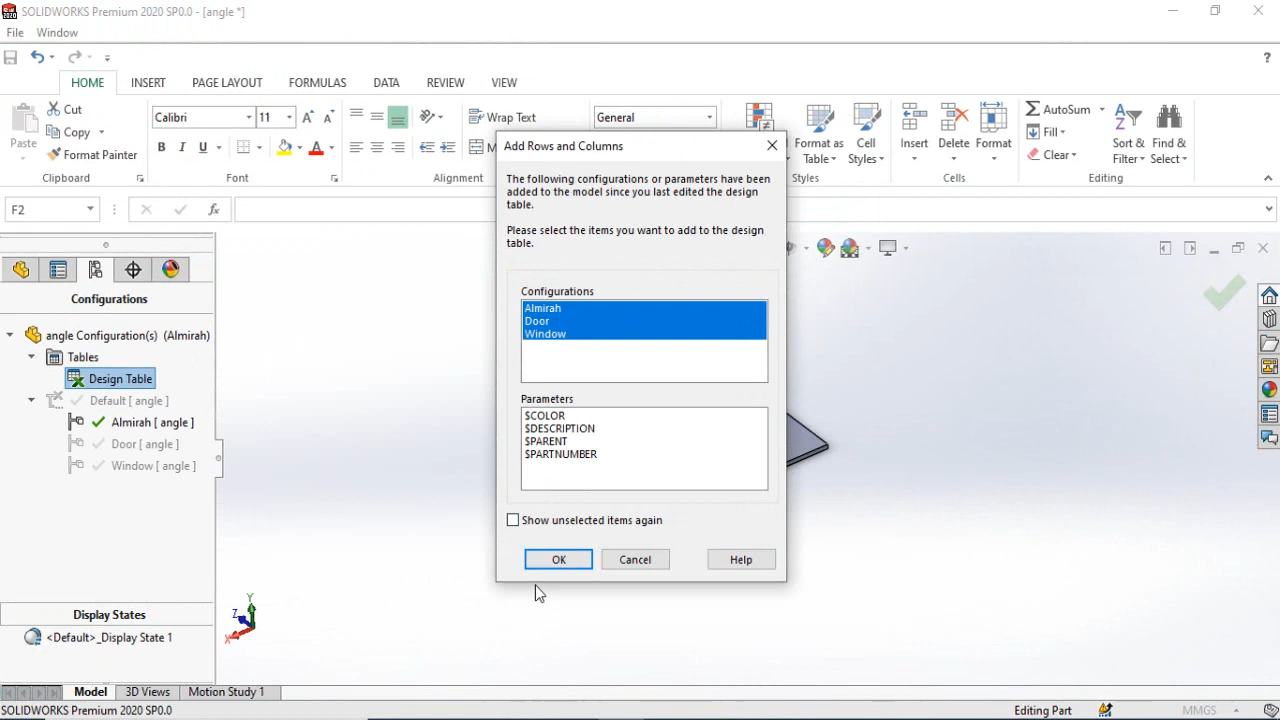 SOLIDWORKS Premium 2020 SP0.0 - [angle *]
File Window
HOME INSERT PAGE LAYOUT FORMULAS DATA REVIEW VIEW
Paste
Cut
Copy
Format Painter
Clipboard
Calibri 11
B I U
Font
Wrap Text
Alignment
General
Format as Table
Cell Styles
Styles
Insert
Delete
Format
Cells
AutoSum
Fill
Clear
Sort & Filter
Find & Select
Editing
F2
fx
Configurations
angle Configuration(s) (Almirah)
Tables
Design Table
Default [ angle ]
Almirah [ angle ]
Door [ angle ]
Window [ angle ]
Display States
<Default>_Display State 1
Add Rows and Columns
The following configurations or parameters have been
added to the model since you last edited the design
table.
Please select the items you want to add to the design
table.
Configurations
Almirah
Door
Window
Parameters
$COLOR
$DESCRIPTION
$PARENT
$PARTNUMBER
Show unselected items again
OK Cancel Help
Y
Z
X
Model 3D Views Motion Study 1
SOLIDWORKS Premium 2020 SP0.0 Editing Part MMGS